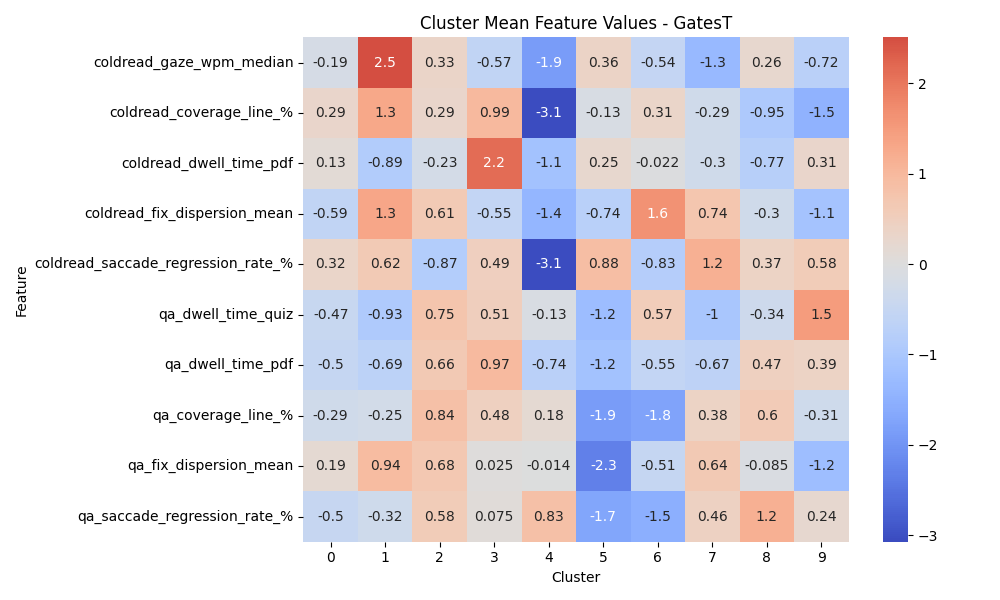 Cluster Mean Feature Values - GatesT
coldread_gaze_wpm_median -0.19 2.5 0.33 -0.57 -1.9 0.36 -0.54 -1.3 0.26 -0.72
coldread_coverage_line_% 0.29 1.3 0.29 0.99 -3.1 -0.13 0.31 -0.29 -0.95 -1.5
coldread_dwell_time_pdf 0.13 -0.89 -0.23 2.2 -1.1 0.25 -0.022 -0.3 -0.77 0.31
coldread_fix_dispersion_mean -0.59 1.3 0.61 -0.55 -1.4 -0.74 1.6 0.74 -0.3 -1.1
coldread_saccade_regression_rate_% 0.32 0.62 -0.87 0.49 -3.1 0.88 -0.83 1.2 0.37 0.58
qa_dwell_time_quiz -0.47 -0.93 0.75 0.51 -0.13 -1.2 0.57 -1 -0.34 1.5
qa_dwell_time_pdf -0.5 -0.69 0.66 0.97 -0.74 -1.2 -0.55 -0.67 0.47 0.39
qa_coverage_line_% -0.29 -0.25 0.84 0.48 0.18 -1.9 -1.8 0.38 0.6 -0.31
qa_fix_dispersion_mean 0.19 0.94 0.68 0.025 -0.014 -2.3 -0.51 0.64 -0.085 -1.2
qa_saccade_regression_rate_% -0.5 -0.32 0.58 0.075 0.83 -1.7 -1.5 0.46 1.2 0.24
0 1 2 3 4 5 6 7 8 9
Cluster
Feature
2
1
0
−1
−2
−3